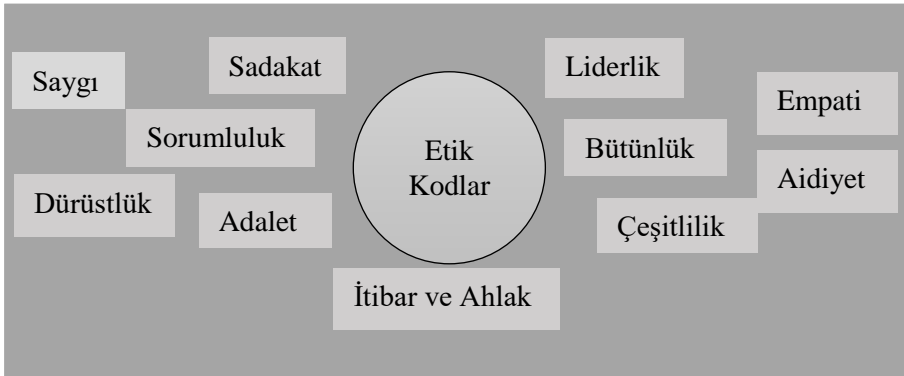 Saygı
Sadakat
Sorumluluk
Dürüstlük
Adalet
Etik
Kodlar
İtibar ve Ahlak
Liderlik
Bütünlük
Çeşitlilik
Empati
Aidiyet